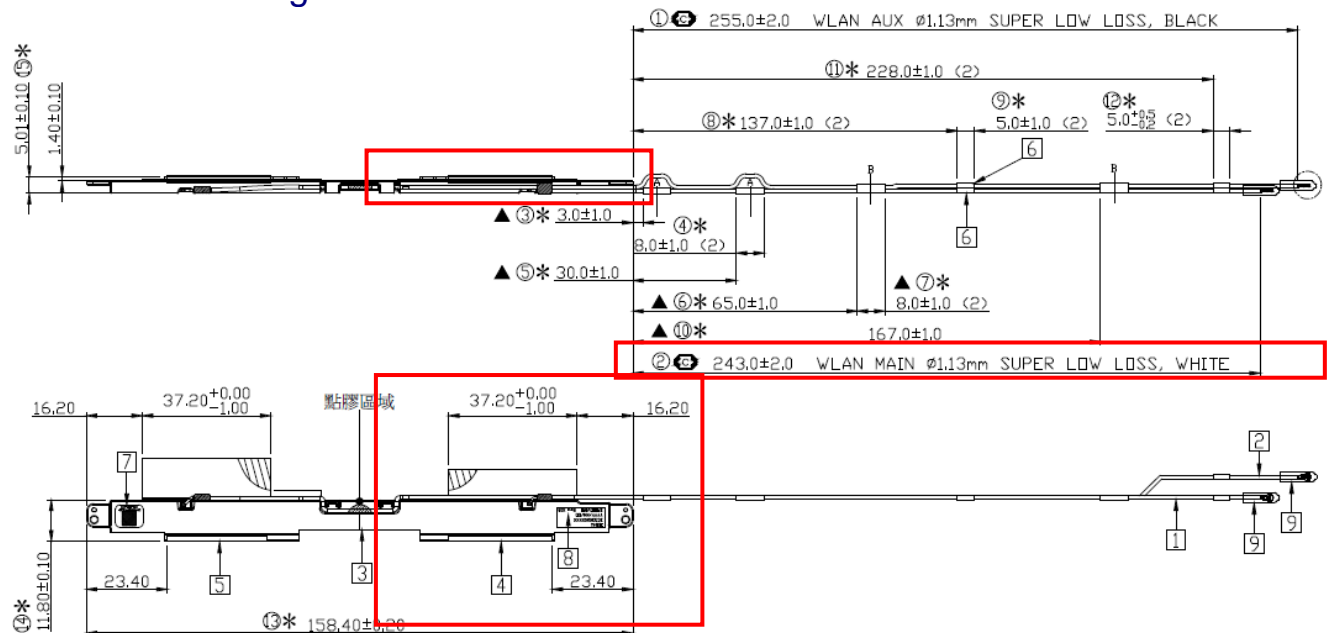 ① C 255.0±2.0 WLAN AUX Ø1.13mm SUPER LOW LOSS, BLACK
⑪* 228.0±1.0 (2)
⑨*
⑫*
⑧* 137.0±1.0 (2)
5.0±1.0 (2)
5.0+0.5-0.2 (2)
5.01±0.10 ⑮*
1.40±0.10
6
B
B
A
A
▲ ③* 3.0±1.0
④*
8.0±1.0 (2)
6
▲ ⑤* 30.0±1.0
▲ ⑦*
▲ ⑥* 65.0±1.0
8.0±1.0 (2)
▲ ⑩* 167.0±1.0
② C 243.0±2.0 WLAN MAIN Ø1.13mm SUPER LOW LOSS, WHITE
16.20
37.20+0.00-1.00
點膠區域
37.20+0.00-1.00
16.20
7
2
8
1
9
9
23.40
5
3
4
23.40
⑭* 11.80±0.10
⑬* 158.40±0.20